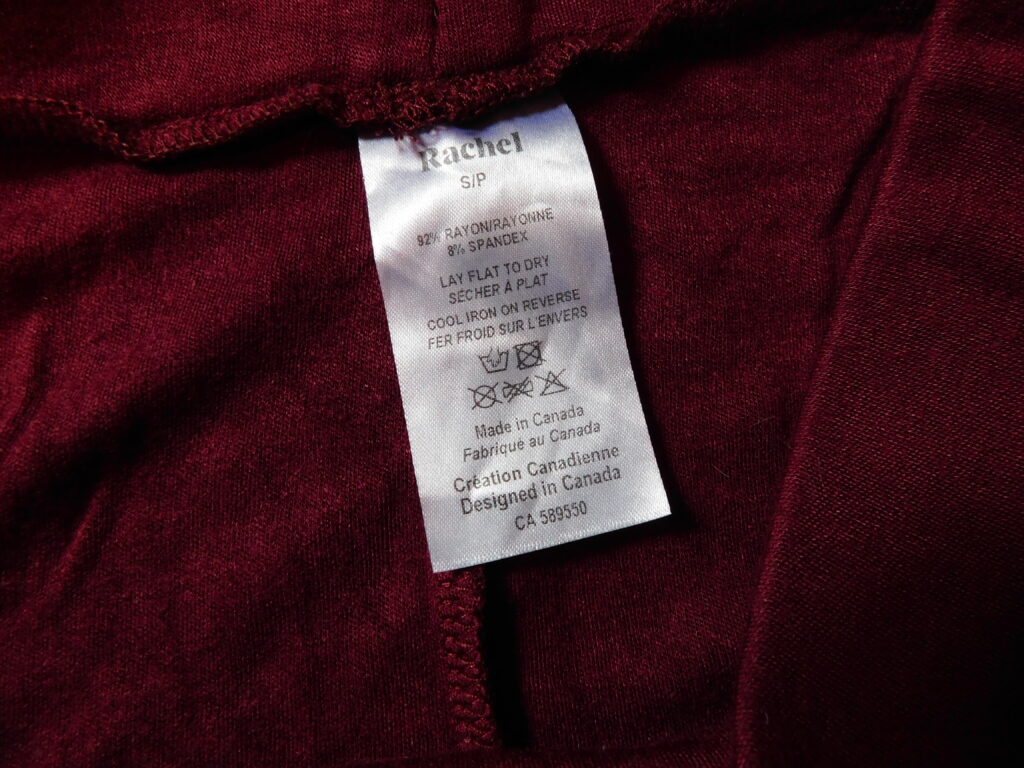 Rachel
S/P
92% RAYON/RAYONNE
8% SPANDEX
LAY FLAT TO DRY
SÉCHER À PLAT
COOL IRON ON REVERSE
FER FROID SUR L'ENVERS
Made in Canada
Fabriqué au Canada
Création Canadienne
Designed in Canada
CA 589550